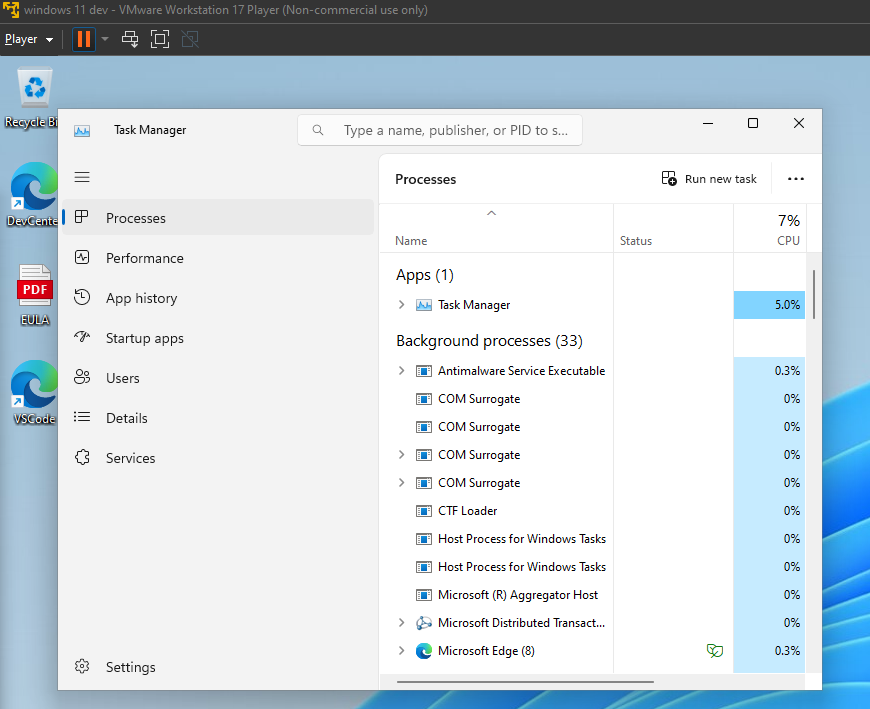 windows 11 dev - VMware Workstation 17 Player (Non-commercial use only)
Player
Recycle Bi
DevCente
PDF
EULA
VSCode
Task Manager
Type a name, publisher, or PID to s...
Processes
Performance
App history
Startup apps
Users
Details
Services
Settings
Processes
Run new task
Name
Status
7%
CPU
Apps (1)
Task Manager 5.0%
Background processes (33)
Antimalware Service Executable 0.3%
COM Surrogate 0%
COM Surrogate 0%
COM Surrogate 0%
COM Surrogate 0%
CTF Loader 0%
Host Process for Windows Tasks 0%
Host Process for Windows Tasks 0%
Microsoft (R) Aggregator Host 0%
Microsoft Distributed Transact... 0%
Microsoft Edge (8) 0.3%